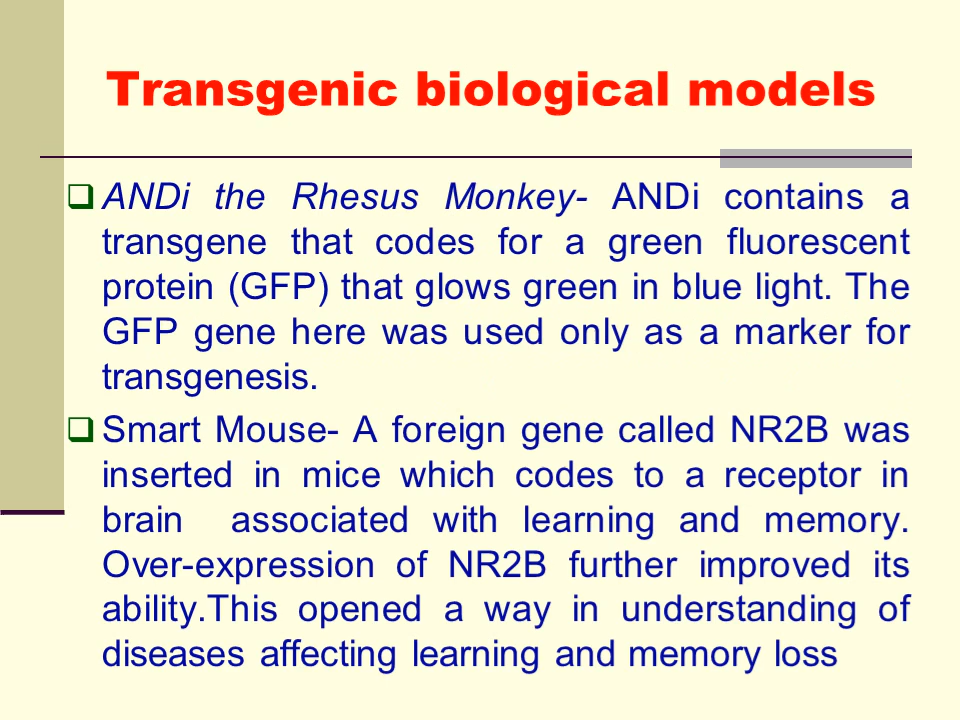 Transgenic biological models
ANDi the Rhesus Monkey- ANDi contains a
transgene that codes for a green fluorescent
protein (GFP) that glows green in blue light. The
GFP gene here was used only as a marker for
transgenesis.
Smart Mouse- A foreign gene called NR2B was
inserted in mice which codes to a receptor in
brain associated with learning and memory.
Over-expression of NR2B further improved its
ability.This opened a way in understanding of
diseases affecting learning and memory loss